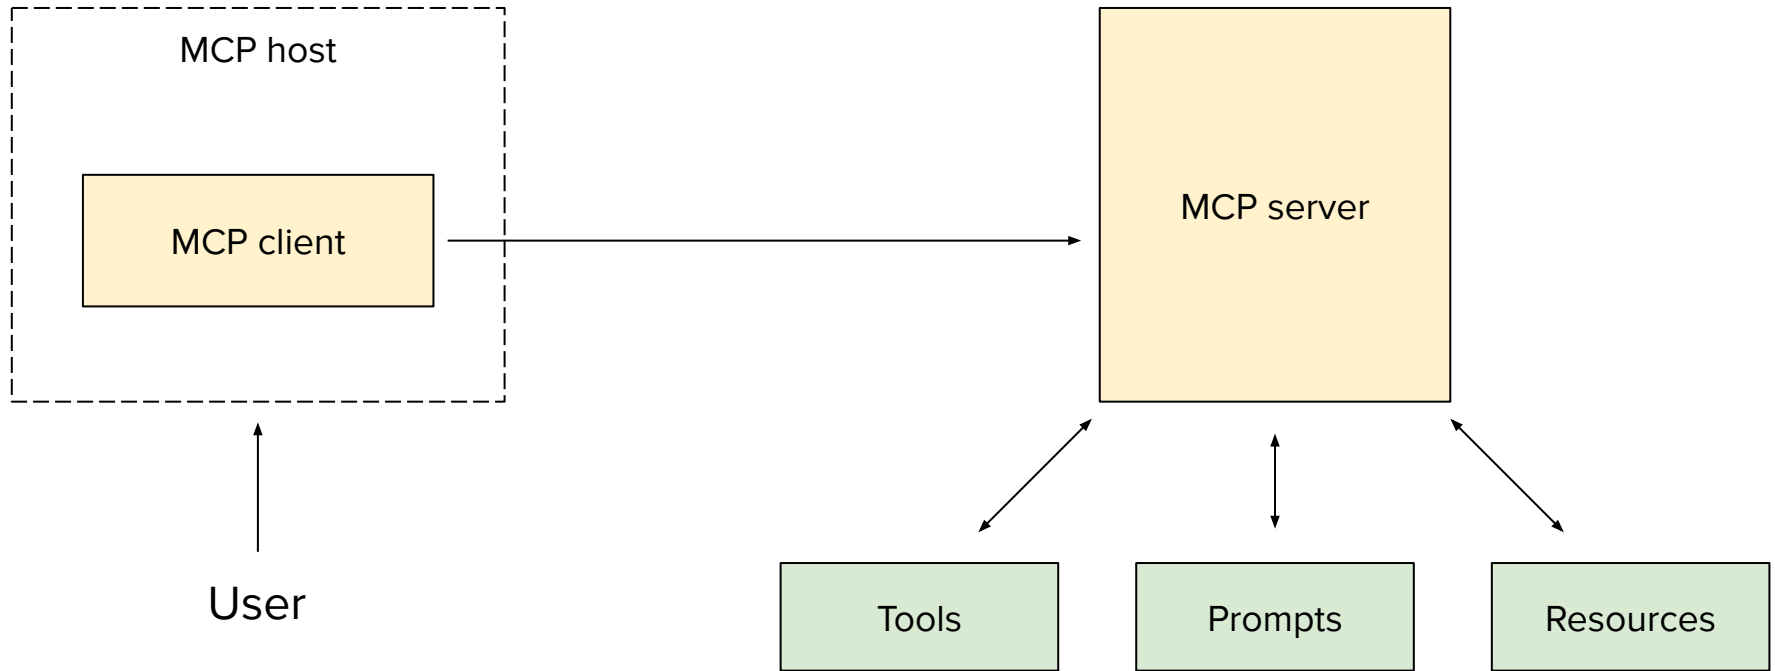 MCP host
MCP client
MCP server
User
Tools
Prompts
Resources